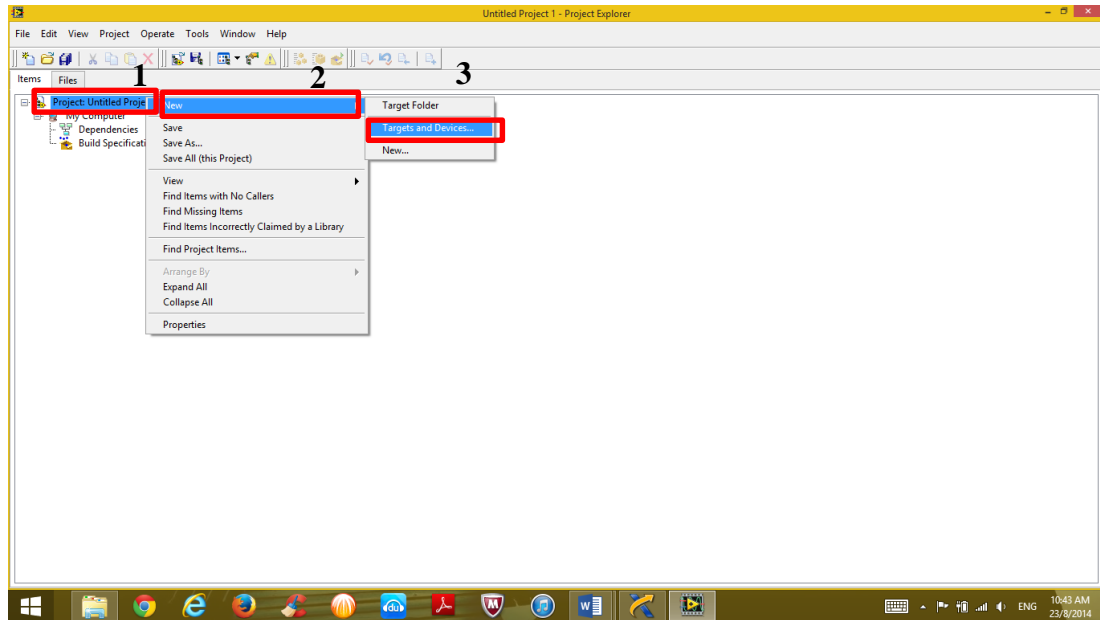 Untitled Project 1 - Project Explorer
File Edit View Project Operate Tools Window Help
Items Files
1 2 3
Project: Untitled Proje
My Computer
Dependencies
Build Specificati
New
Save
Save As...
Save All (this Project)
View
Find Items with No Callers
Find Missing Items
Find Items Incorrectly Claimed by a Library
Find Project Items...
Arrange By
Expand All
Collapse All
Properties
Target Folder
Targets and Devices...
New...
du
W
ENG
10:43 AM
23/8/2014